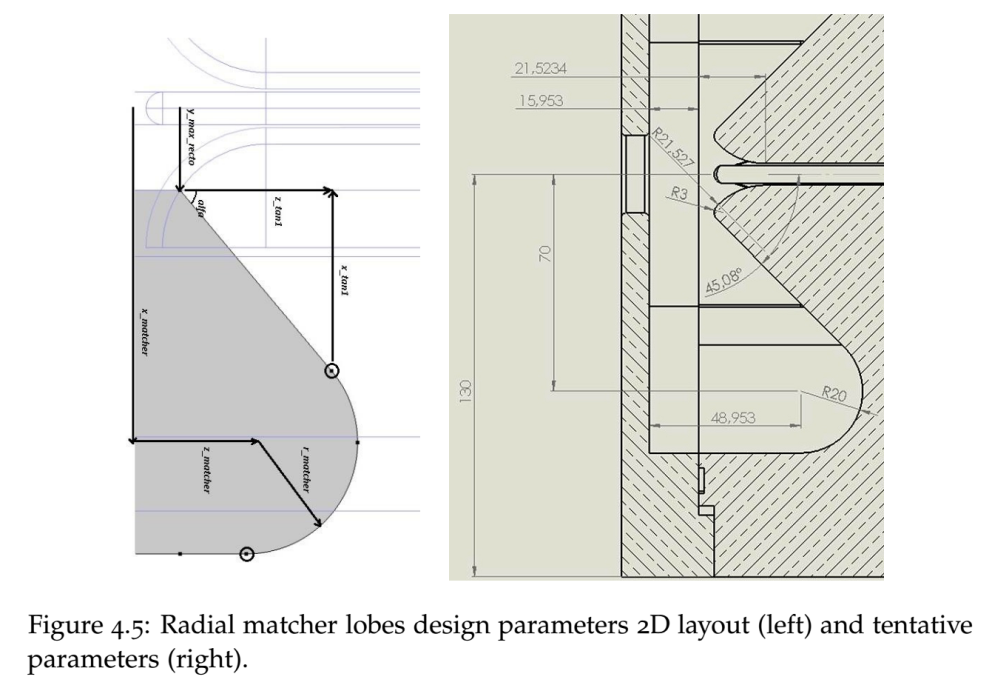 y_max_recto
alfa
z_tan1
x_tan1
x_matcher
z_matcher
r_matcher
21,5234
15,953
R21,527
R3
70
45,08°
130
R20
48,953
Figure 4.5: Radial matcher lobes design parameters 2D layout (left) and tentative
parameters (right).